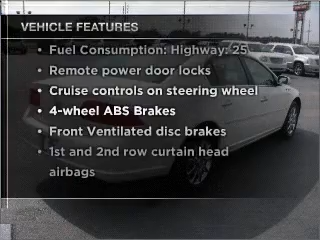 VEHICLE FEATURES
• Fuel Consumption: Highway: 25
• Remote power door locks
• Cruise controls on steering wheel
• 4-wheel ABS Brakes
• Front Ventilated disc brakes
• 1st and 2nd row curtain head
airbags